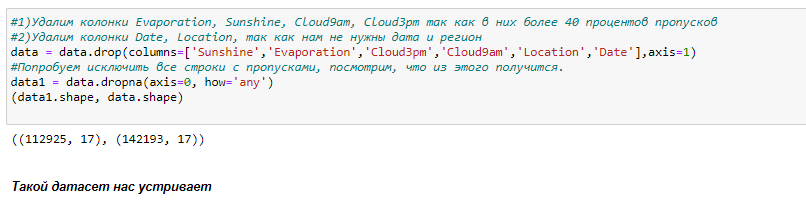 #1)Удалим колонки Evaporation, Sunshine, Cloud9am, Cloud3pm так как в них более 40 процентов пропусков
#2)Удалим колонки Date, Location, так как нам не нужны дата и регион
data = data.drop(columns=['Sunshine','Evaporation','Cloud3pm','Cloud9am','Location','Date'],axis=1)
#Попробуем исключить все строки с пропусками, посмотрим, что из этого получится.
data1 = data.dropna(axis=0, how='any')
(data1.shape, data.shape)
((112925, 17), (142193, 17))
Такой датасет нас устривает